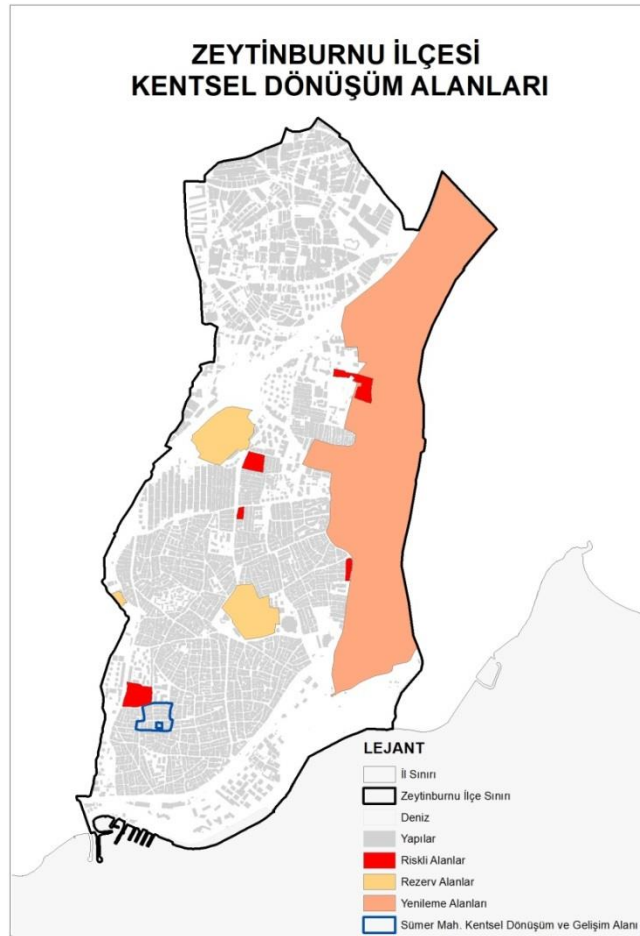 ZEYTİNBURNU İLÇESİ
KENTSEL DÖNÜŞÜM ALANLARI
LEJANT
İl Sınırı
Zeytinburnu İlçe Sınırı
Deniz
Yapılar
Riskli Alanlar
Rezerv Alanlar
Yenileme Alanları
Sümer Mah. Kentsel Dönüşüm ve Gelişim Alanı